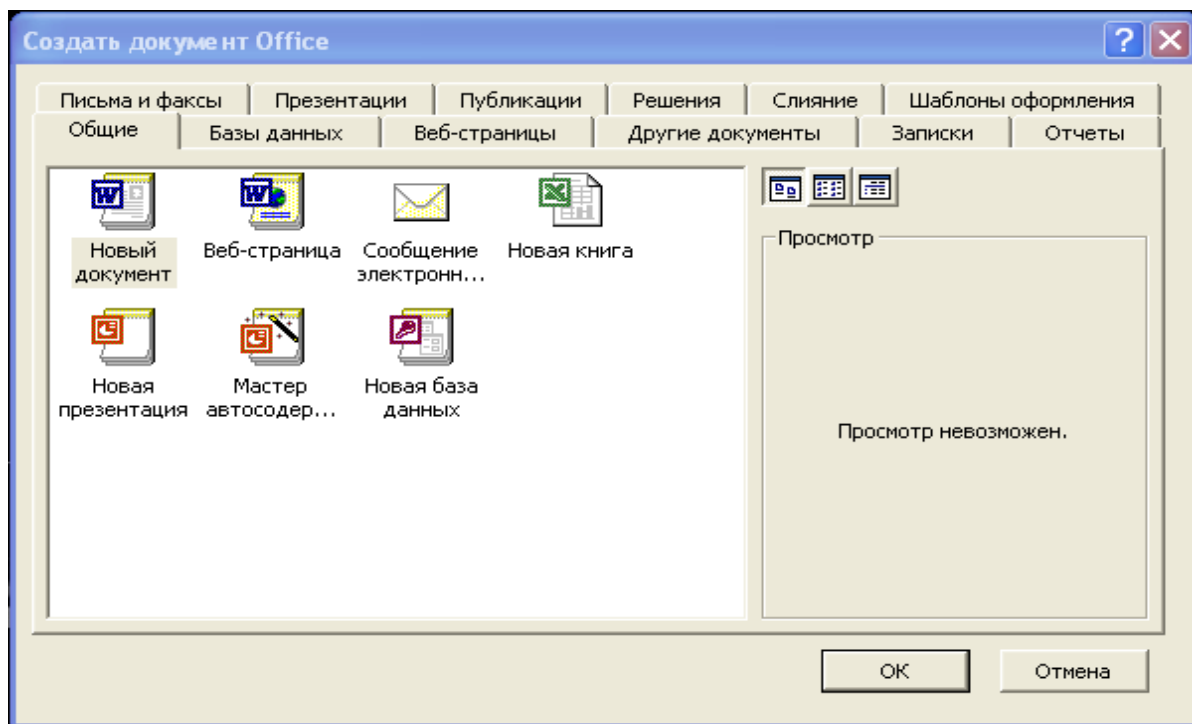 Создать документ Office
Письма и факсы Презентации Публикации Решения Слияние Шаблоны оформления
Общие Базы данных Веб-страницы Другие документы Записки Отчеты
Новый
документ
Веб-страница
Сообщение
электронн...
Новая книга
Новая
презентация
Мастер
автосодер...
Новая база
данных
Просмотр
Просмотр невозможен.
ОК Отмена